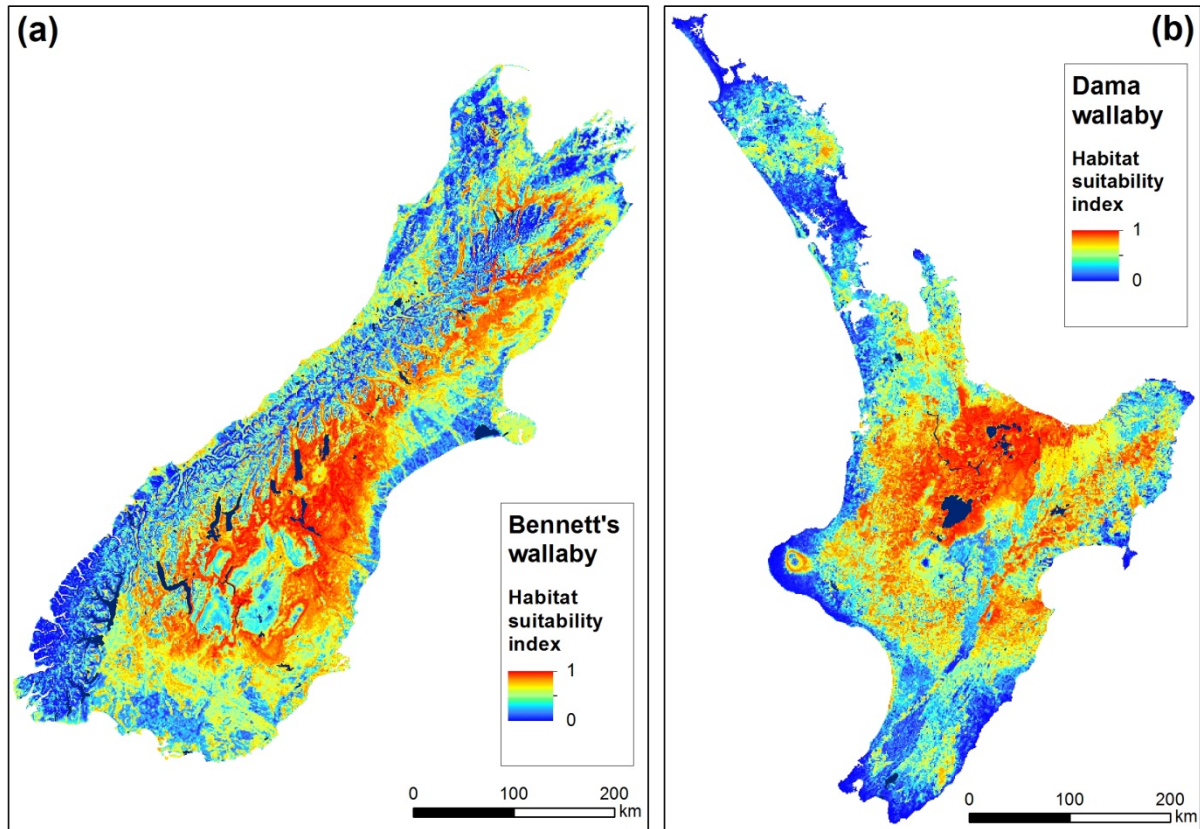 (a)
Bennett's
wallaby
Habitat
suitability
index
1
0
0 100 200
km
(b)
Dama
wallaby
Habitat
suitability
index
1
0
0 100 200
km